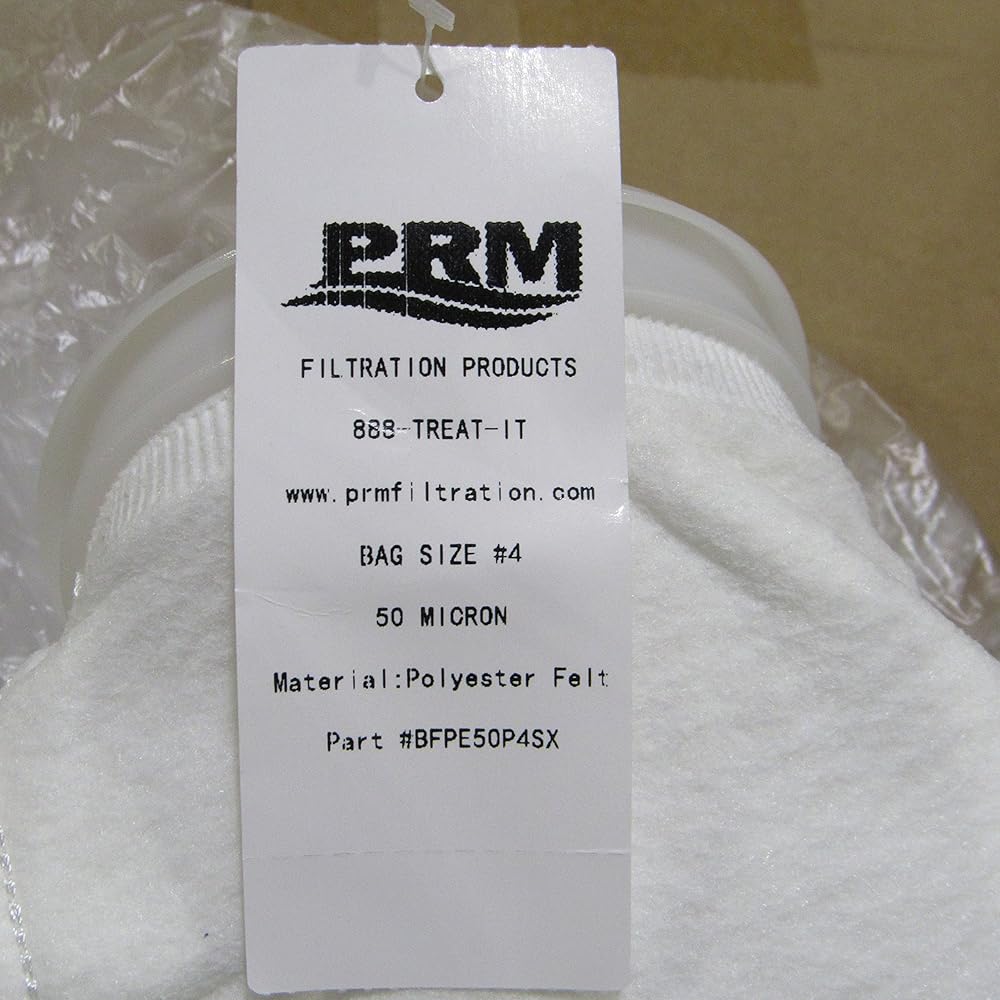 PRM
FILTRATION PRODUCTS
888-TREAT-IT
www.prmfiltration.com
BAG SIZE #4
50 MICRON
Material:Polyester Felt
Part #BFPE50P4SX